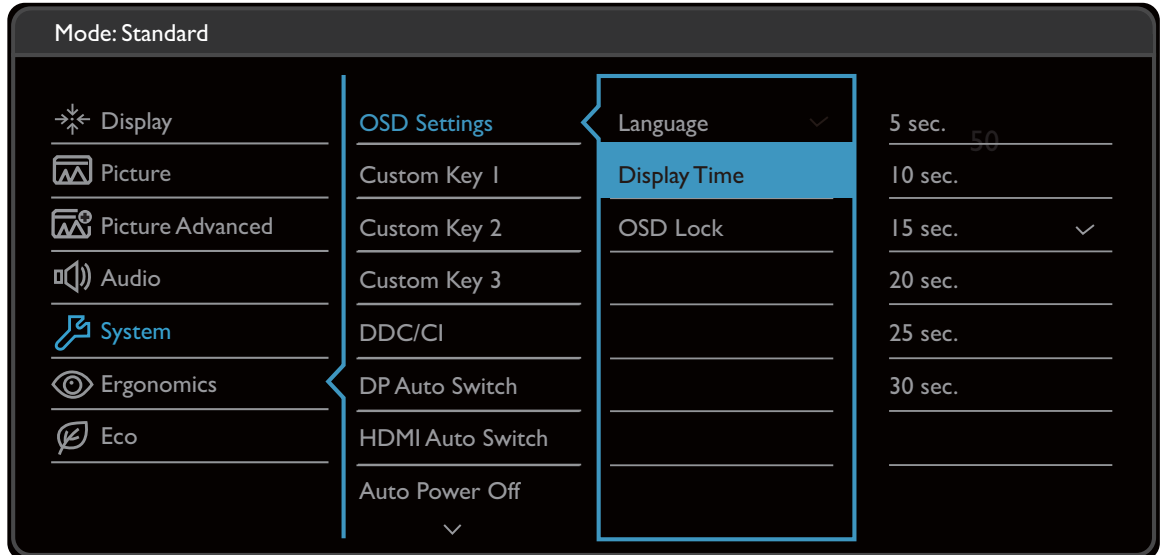 Mode: Standard
Display
Picture
Picture Advanced
Audio
System
Ergonomics
Eco
OSD Settings
Custom Key 1
Custom Key 2
Custom Key 3
DDC/CI
DP Auto Switch
HDMI Auto Switch
Auto Power Off
Language
Display Time
OSD Lock
5 sec.
50
10 sec.
15 sec.
20 sec.
25 sec.
30 sec.